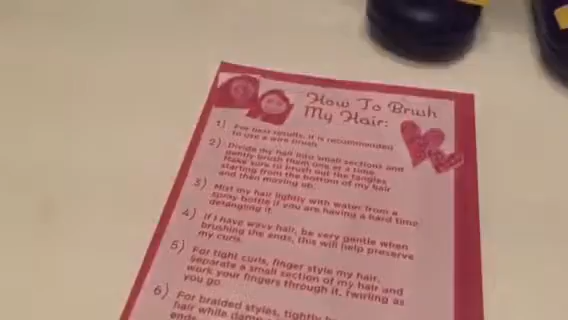 How To Brush
My Hair:
1) For best results, it is recommended
to use a wire brush.
2) Divide my hair into small sections and
gently brush them one at a time.
Make sure to brush out the tangles
starting from the bottom of my hair
and then moving up.
3) Mist my hair lightly with water from a
spray bottle if you are having a hard time
detangling it.
4) If I have wavy hair, be very gentle when
brushing the ends, this will help preserve
my curls.
5) For tight curls, finger style my hair,
separate a small section of my hair and
work your fingers through it, twirling as
you go.
6) For braided styles, tightly
hair while damp
ends